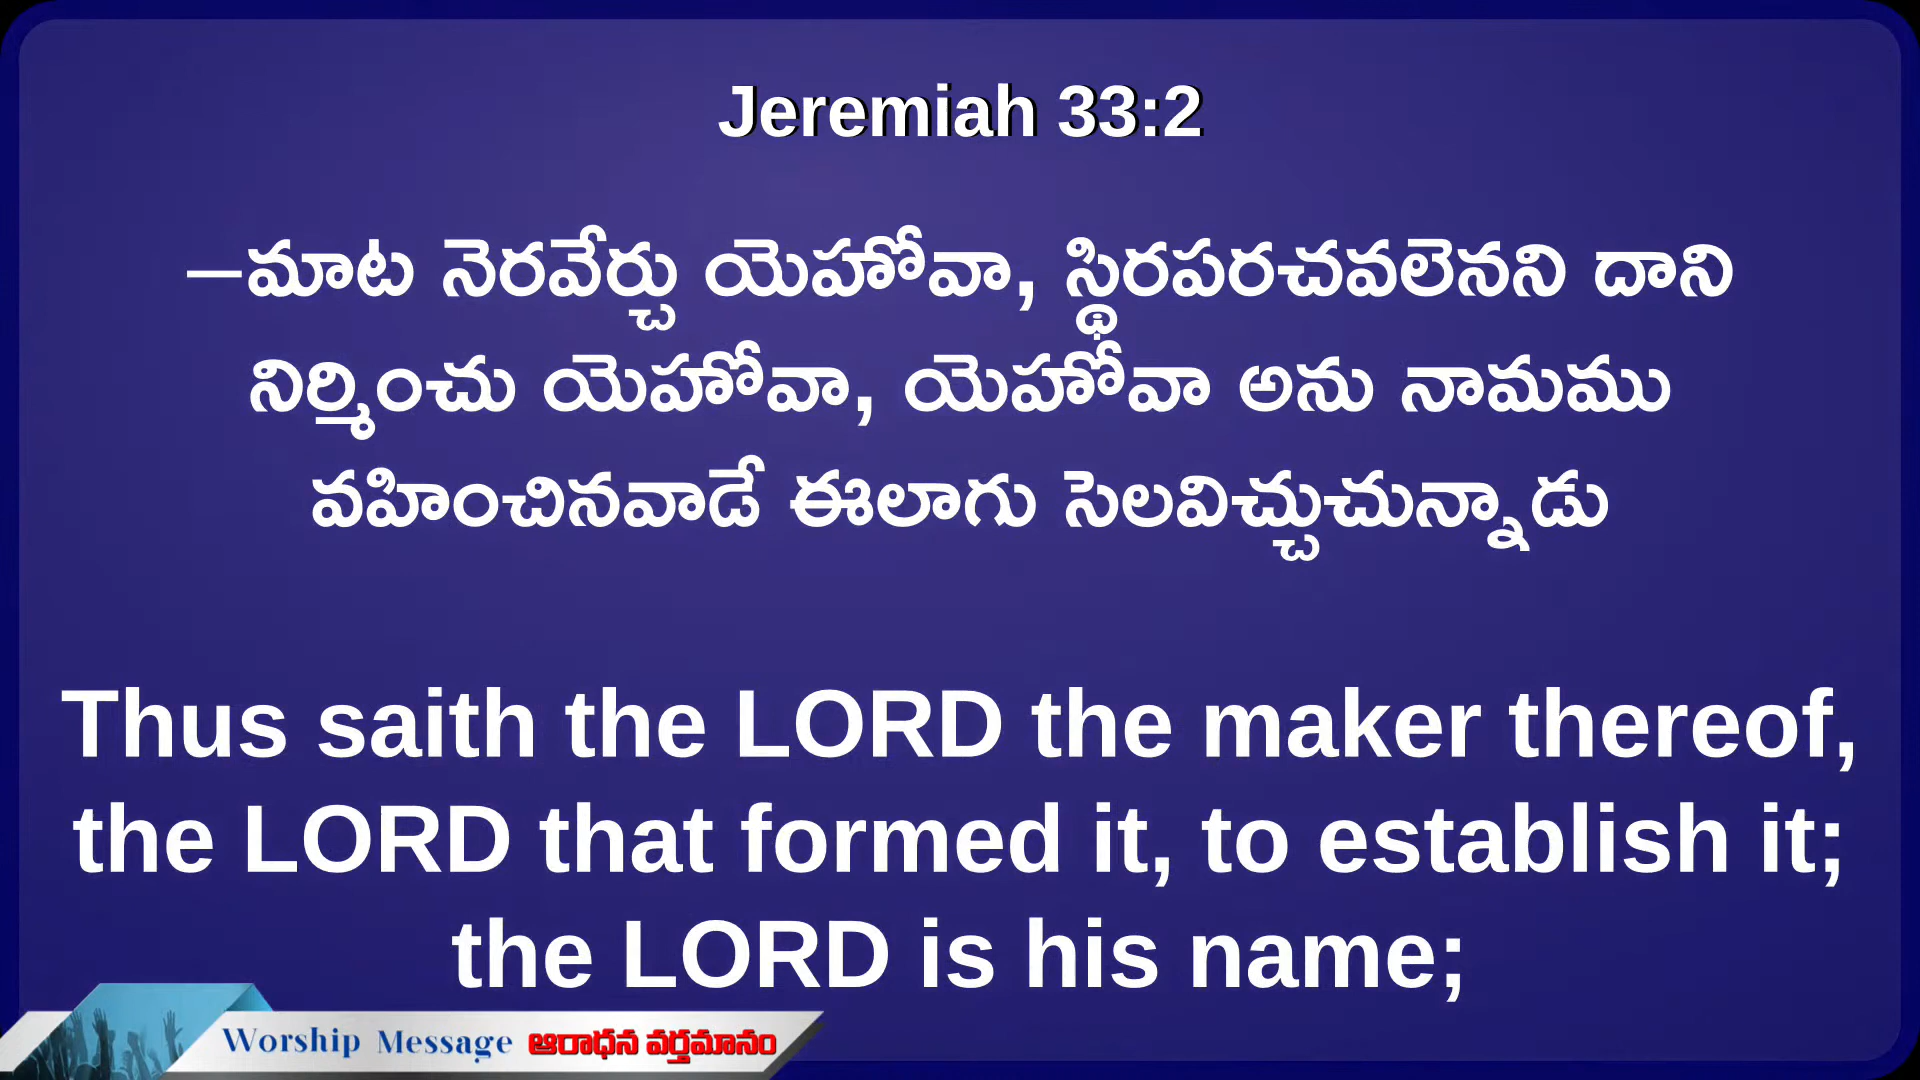 Jeremiah 33:2
–మాట నెరవేర్చు యెహోవా, స్థిరపరచవలెనని దాని
నిర్మించు యెహోవా, యెహోవా అను నామము
వహించినవాడే ఈలాగు సెలవిచ్చుచున్నాడు
Thus saith the LORD the maker thereof,
the LORD that formed it, to establish it;
the LORD is his name;
Worship Message ఆరాధన వర్తమానం